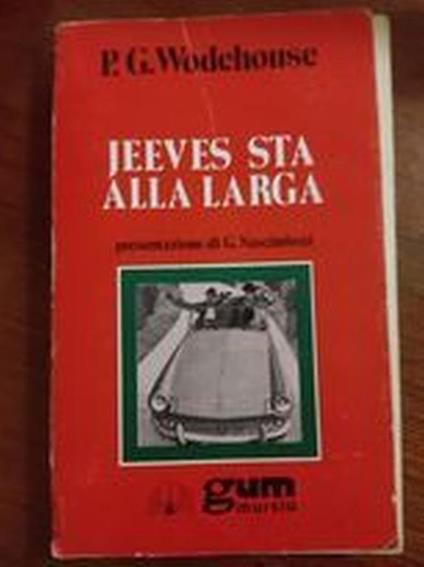 P. G. Wodehouse
JEEVES STA
ALLA LARGA
presentazione di G. Nascimbeni
gum
mursia